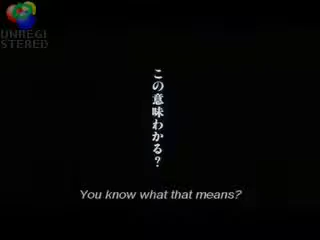 UNREGI
STERED
この意味わかる？
You know what that means?